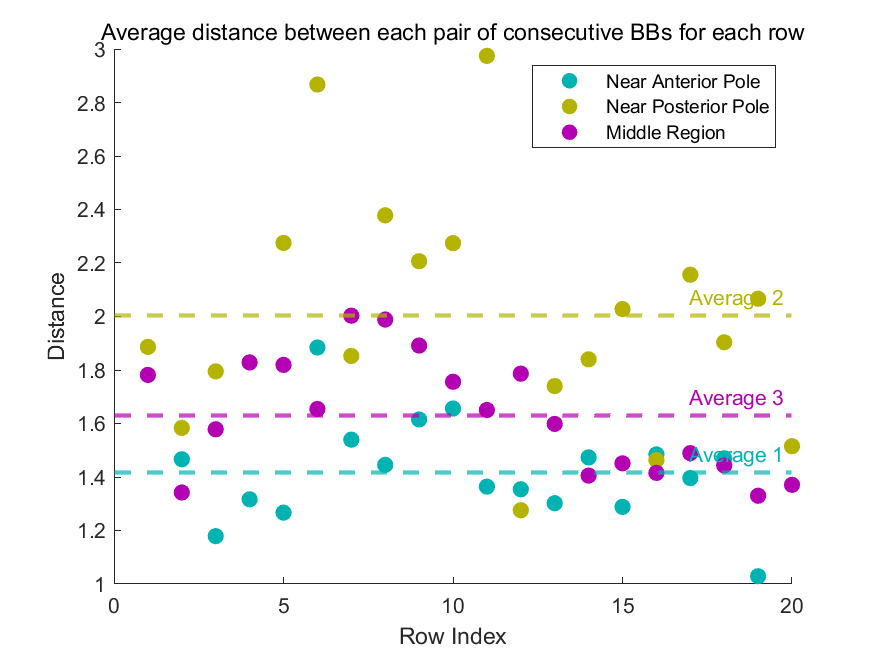 Average distance between each pair of consecutive BBs for each row
3
2.8
2.6
2.4
2.2
2
1.8
1.6
1.4
1.2
1
Distance
Near Anterior Pole
Near Posterior Pole
Middle Region
Average 2
Average 3
Average 1
0
5
10
15
20
Row Index